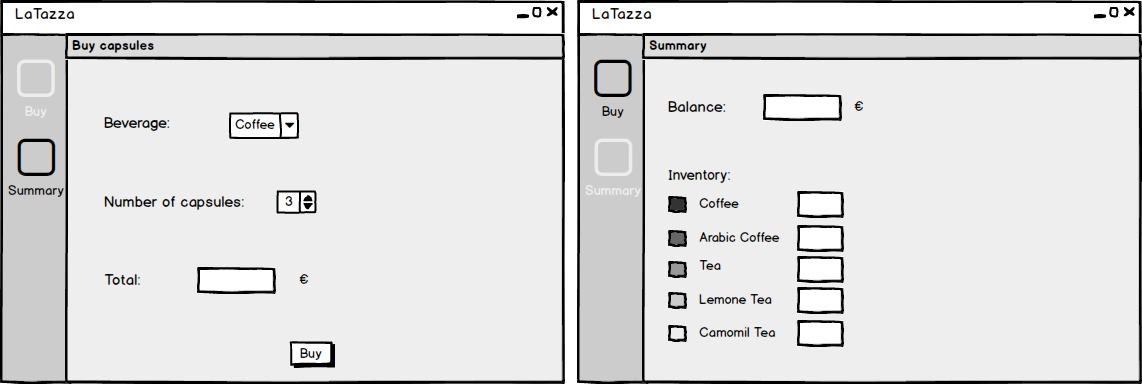 LaTazza
Buy capsules
Buy
Summary
Beverage: Coffee
Number of capsules: 3
Total: €
Buy
LaTazza
Summary
Buy
Summary
Balance: €
Inventory:
Coffee
Arabic Coffee
Tea
Lemone Tea
Camomil Tea